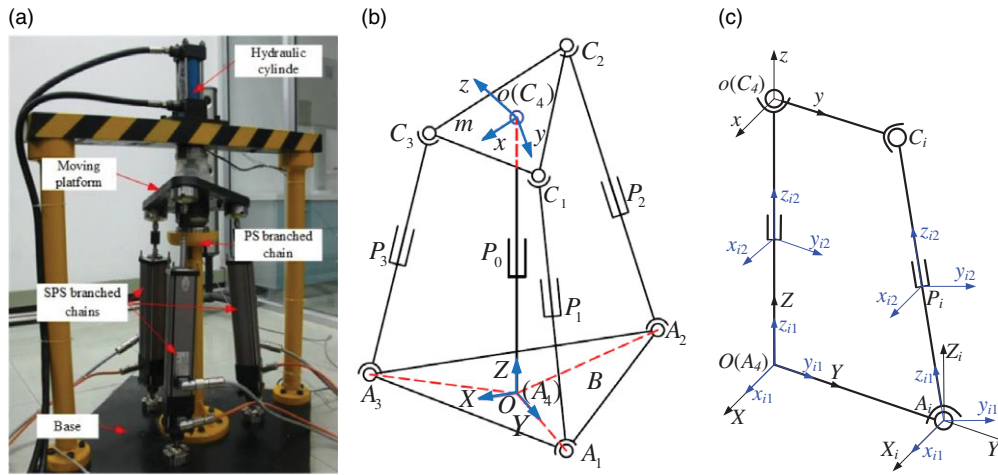 (a)
Hydraulic
cylinde
Moving
platform
PS branched
chain
SPS branched
chains
Base
(b)
C2
z
o(C4)
C3
m
x
y
C1
P2
P3
P0
P1
A2
Z
A3
X
O
(A4)
B
Y
A1
(c)
z
o(C4)
y
x
Ci
zi2
zi2
xi2
yi2
yi2
xi2
Pi
Z
zi1
Zi
O(A4)
Y
zi1
yi1
Ai
yi1
X
xi1
Xi
xi1
Yi